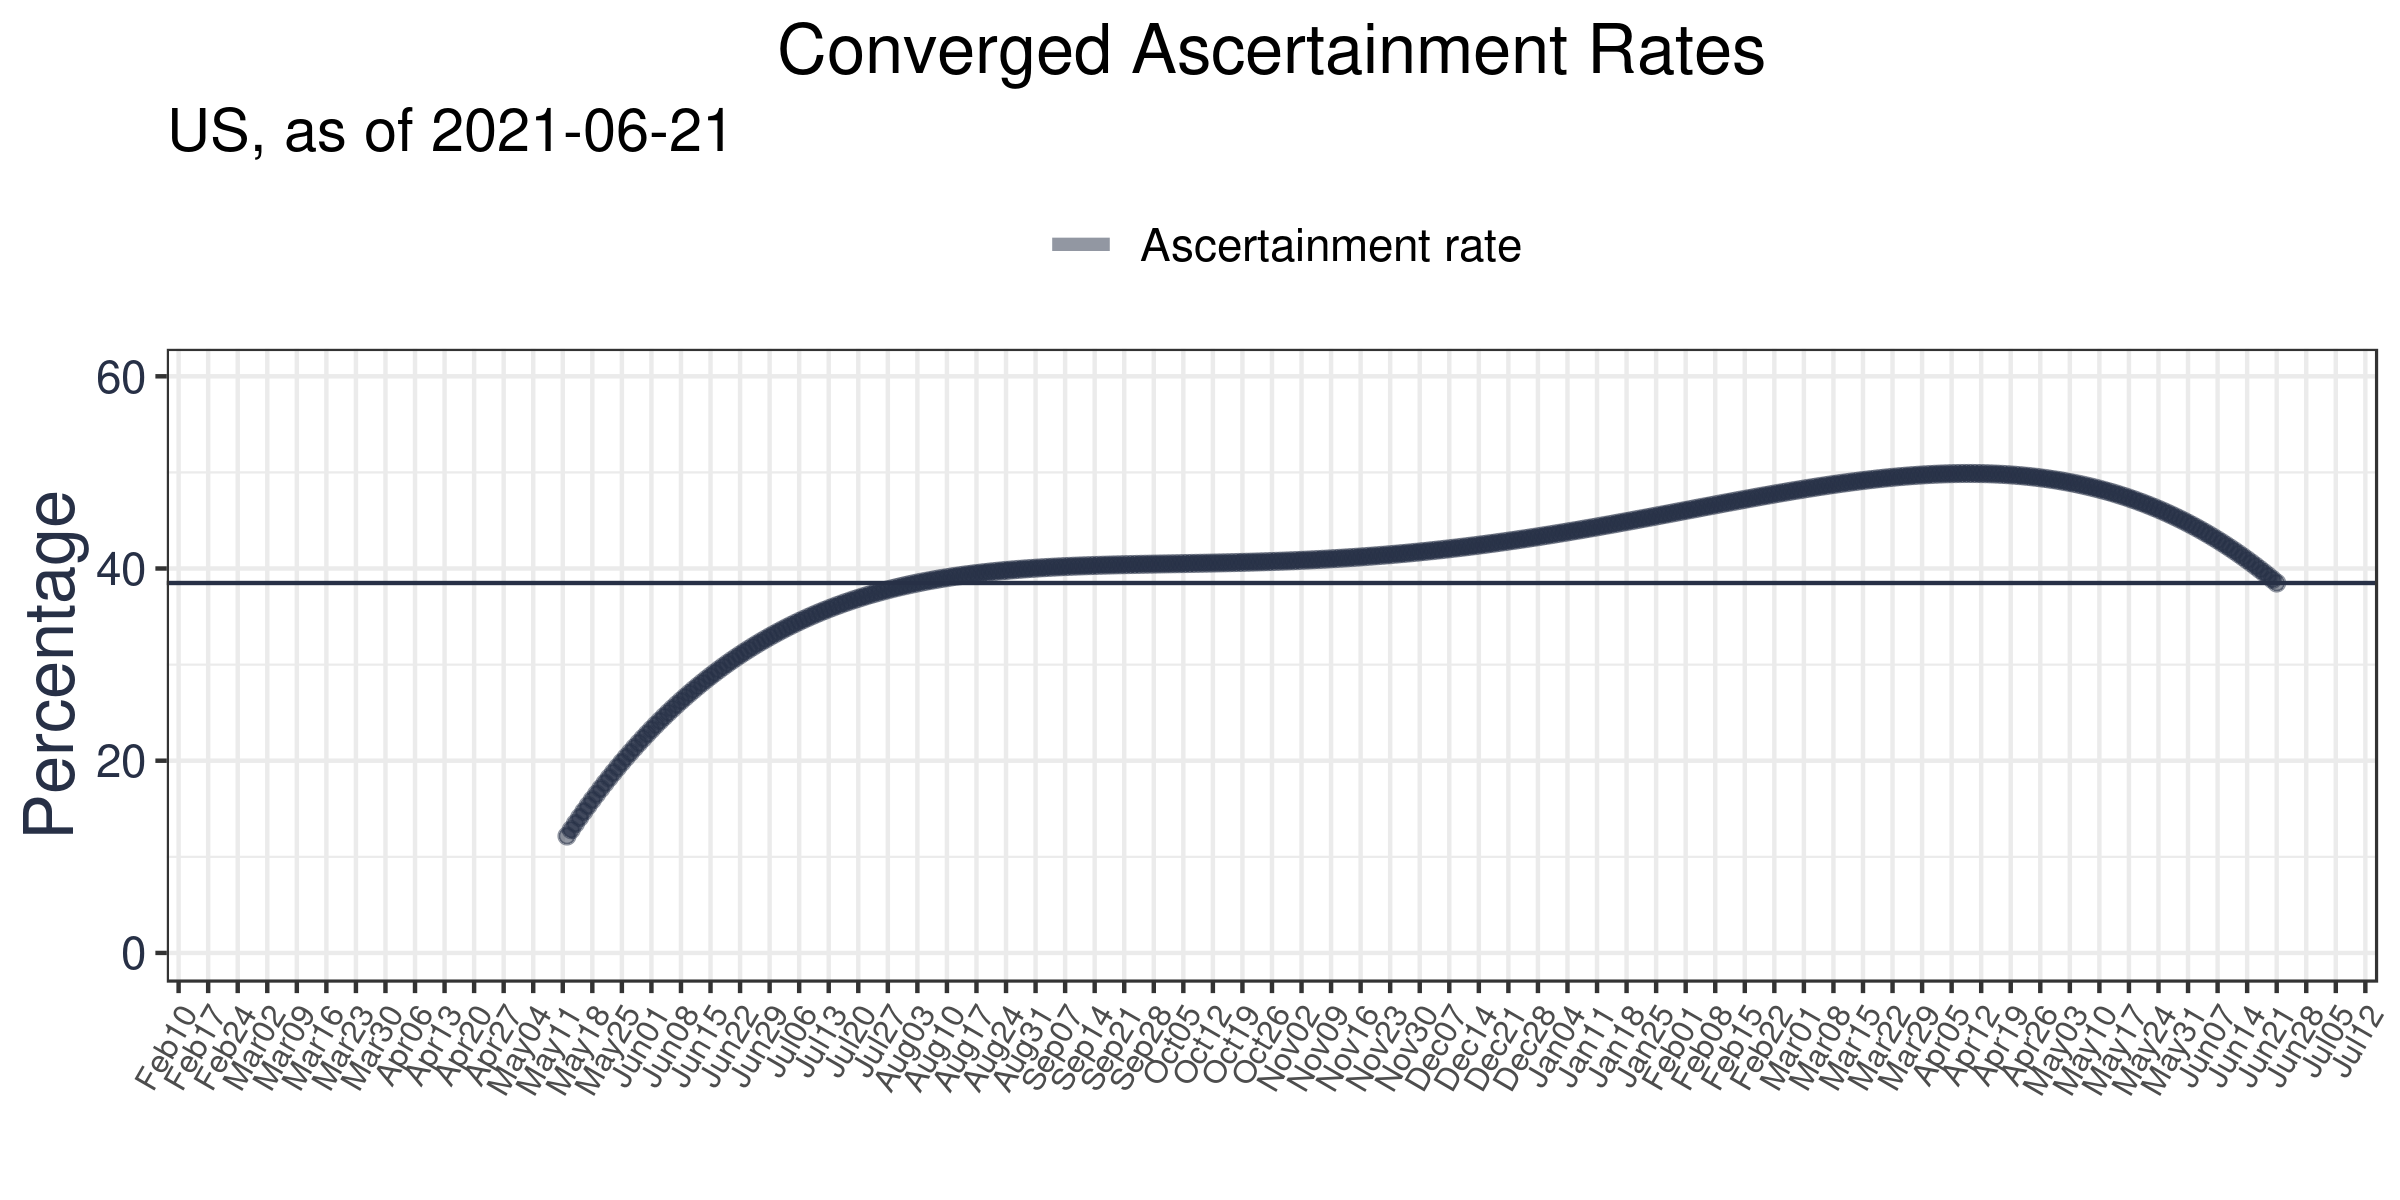 Converged Ascertainment Rates
US, as of 2021-06-21
Ascertainment rate
Percentage
60
40
20
0
Feb10
Feb17
Feb24
Mar02
Mar09
Mar16
Mar23
Mar30
Apr06
Apr13
Apr20
Apr27
May04
May11
May18
May25
Jun01
Jun08
Jun15
Jun22
Jun29
Jul06
Jul13
Jul20
Jul27
Aug03
Aug10
Aug17
Aug24
Aug31
Sep07
Sep14
Sep21
Sep28
Oct05
Oct12
Oct19
Oct26
Nov02
Nov09
Nov16
Nov23
Nov30
Dec07
Dec14
Dec21
Dec28
Jan04
Jan11
Jan18
Jan25
Feb01
Feb08
Feb15
Feb22
Mar01
Mar08
Mar15
Mar22
Mar29
Apr05
Apr12
Apr19
Apr26
May03
May10
May17
May24
May31
Jun07
Jun14
Jun21
Jun28
Jul05
Jul12